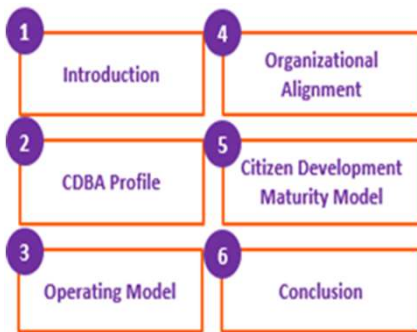 1
Introduction
2
CDBA Profile
3
Operating Model
4
Organizational
Alignment
5
Citizen Development
Maturity Model
6
Conclusion